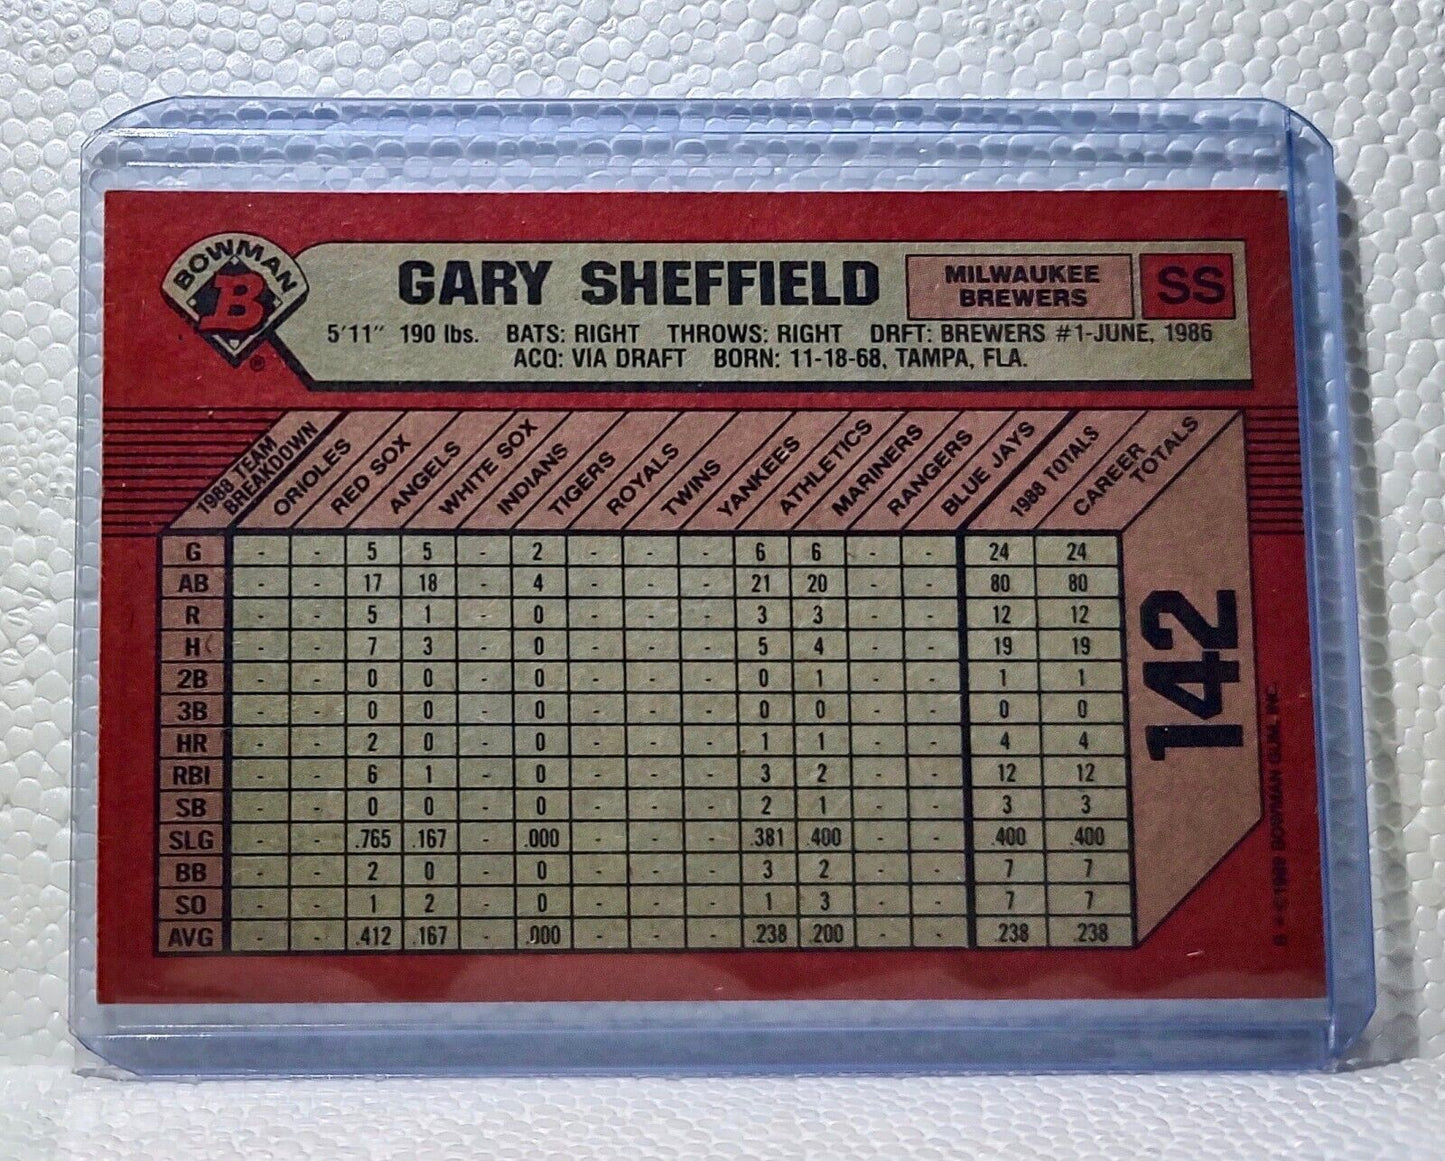 BOWMAN
B
®
GARY SHEFFIELD
MILWAUKEE
BREWERS
SS
5'11" 190 lbs. BATS: RIGHT THROWS: RIGHT DRFT: BREWERS #1-JUNE, 1986
ACQ: VIA DRAFT BORN: 11-18-68, TAMPA, FLA.
1988 TEAM BREAKDOWN ORIOLES RED SOX ANGELS WHITE SOX INDIANS TIGERS ROYALS TWINS YANKEES ATHLETICS MARINERS RANGERS BLUE JAYS 1988 TOTALS CAREER TOTALS
G - - 5 5 - 2 - - - 6 6 - - 24 24
AB - - 17 18 - 4 - - - 21 20 - - 80 80
R - - 5 1 - 0 - - - 3 3 - - 12 12
H - - 7 3 - 0 - - - 5 4 - - 19 19
2B - - 0 0 - 0 - - - 0 1 - - 1 1
3B - - 0 0 - 0 - - - 0 0 - - 0 0
HR - - 2 0 - 0 - - - 1 1 - - 4 4
RBI - - 6 1 - 0 - - - 3 2 - - 12 12
SB - - 0 0 - 0 - - - 2 1 - - 3 3
SLG - - .765 .167 - .000 - - - .381 .400 - - .400 .400
BB - - 2 0 - 0 - - - 3 2 - - 7 7
SO - - 1 2 - 0 - - - 1 3 - - 7 7
AVG - - .412 .167 - .000 - - - .238 .200 - - .238 .238
142
©1989 BOWMAN GUM, INC.